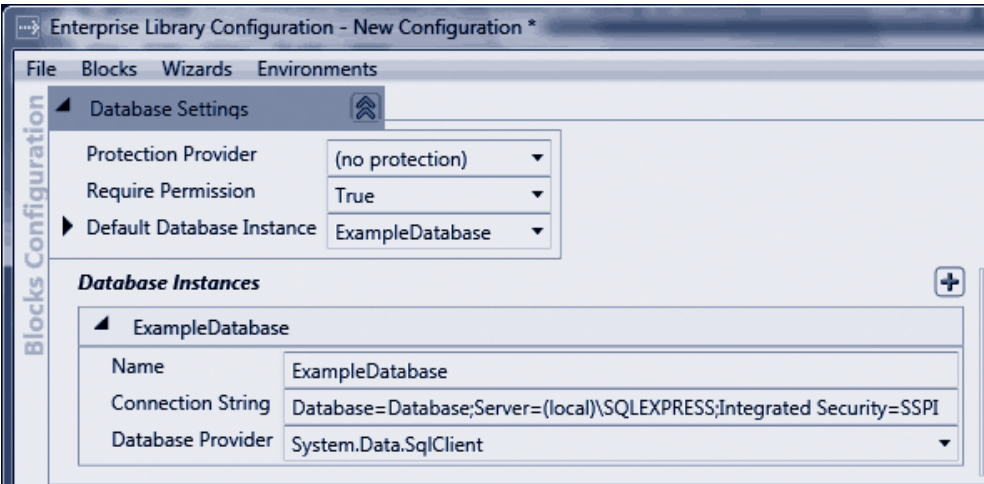 Enterprise Library Configuration - New Configuration *
File Blocks Wizards Environments
Blocks Configuration
Database Settings
Protection Provider (no protection)
Require Permission True
Default Database Instance ExampleDatabase
Database Instances
ExampleDatabase
Name ExampleDatabase
Connection String Database=Database;Server=(local)\SQLEXPRESS;Integrated Security=SSPI
Database Provider System.Data.SqlClient